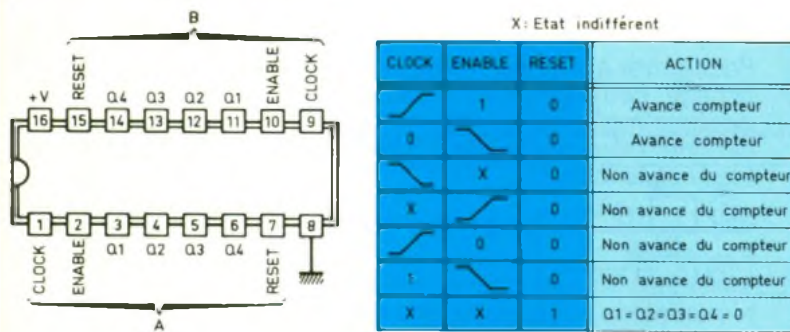 B
+V RESET Q4 Q3 Q2 Q1 ENABLE CLOCK
16 15 14 13 12 11 10 9
1 2 3 4 5 6 7 8
CLOCK ENABLE Q1 Q2 Q3 Q4 RESET
A
X: Etat indifférent
CLOCK ENABLE RESET ACTION
1 0 Avance compteur
0 0 Avance compteur
X 0 Non avance du compteur
X 0 Non avance du compteur
0 0 Non avance du compteur
1 0 Non avance du compteur
X X 1 Q1=Q2=Q3=Q4=0